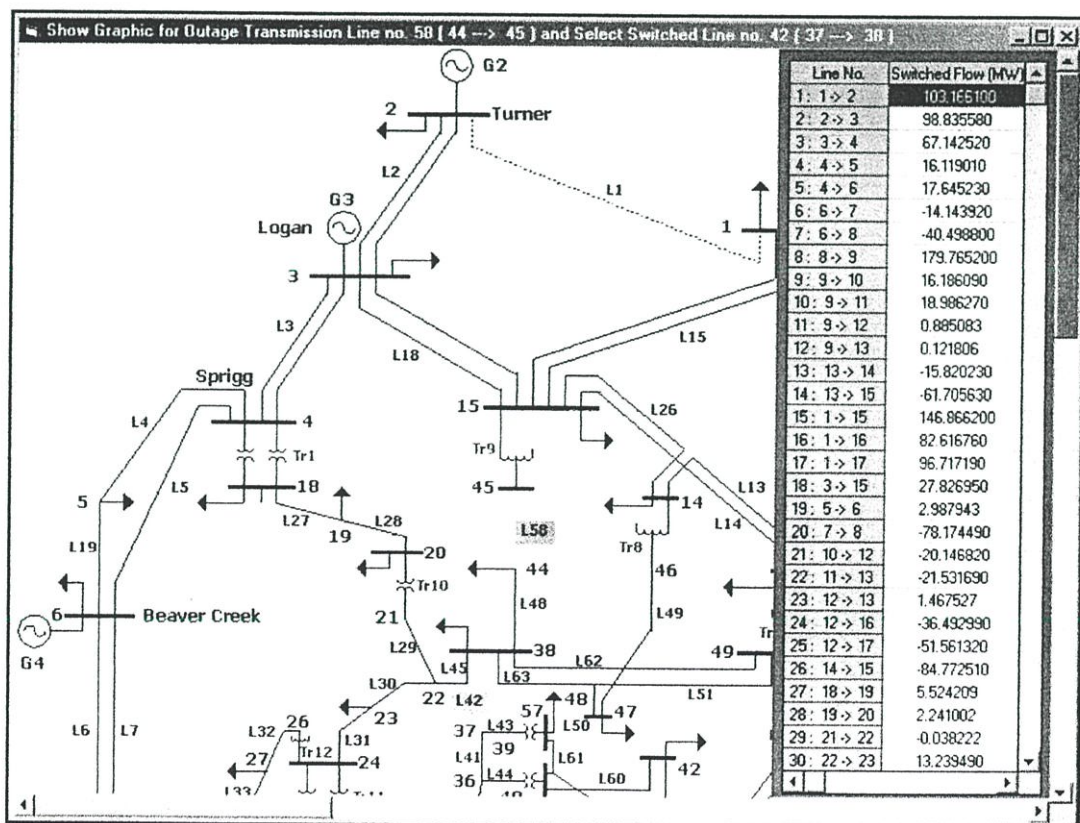 Show Graphic for Outage Transmission Line no. 58 ( 44 --> 45 ) and Select Switched Line no. 42 ( 37 --> 38 )
G2
2 Turner
L2
L1
G3
Logan
1
3
L3
L18
L15
Sprigg
L4
4
15
L26
Tr1
Tr9
L5
18
45
14
L13
5
L27
L58
L14
19
L28
Tr8
L19
20
44
46
Tr10
6 Beaver Creek
21
L48
L49
G4
L29
38
49
L45
L62
L30
L63
L51
22 L42
48
L6
L7
23
57
47
L32
26
37
L43
L50
L31
39
Tr12
L41
L61
27
24
36
L44
L60
42
L33
Line No. Switched Flow (MW)
1 : 1 -> 2 103.166100
2 : 2 -> 3 98.835580
3 : 3 -> 4 67.142520
4 : 4 -> 5 16.119010
5 : 4 -> 6 17.645230
6 : 6 -> 7 -14.143920
7 : 6 -> 8 -40.498800
8 : 8 -> 9 179.765200
9 : 9 -> 10 16.186090
10 : 9 -> 11 18.986270
11 : 9 -> 12 0.885083
12 : 9 -> 13 0.121806
13 : 13 -> 14 -15.820230
14 : 13 -> 15 -61.705630
15 : 1 -> 15 146.866200
16 : 1 -> 16 82.616760
17 : 1 -> 17 96.717190
18 : 3 -> 15 27.826950
19 : 5 -> 6 2.987943
20 : 7 -> 8 -78.174490
21 : 10 -> 12 -20.146820
22 : 11 -> 13 -21.531690
23 : 12 -> 13 1.467527
24 : 12 -> 16 -36.492990
25 : 12 -> 17 -51.561320
26 : 14 -> 15 -84.772510
27 : 18 -> 19 5.524209
28 : 19 -> 20 2.241002
29 : 21 -> 22 -0.038222
30 : 22 -> 23 13.239490